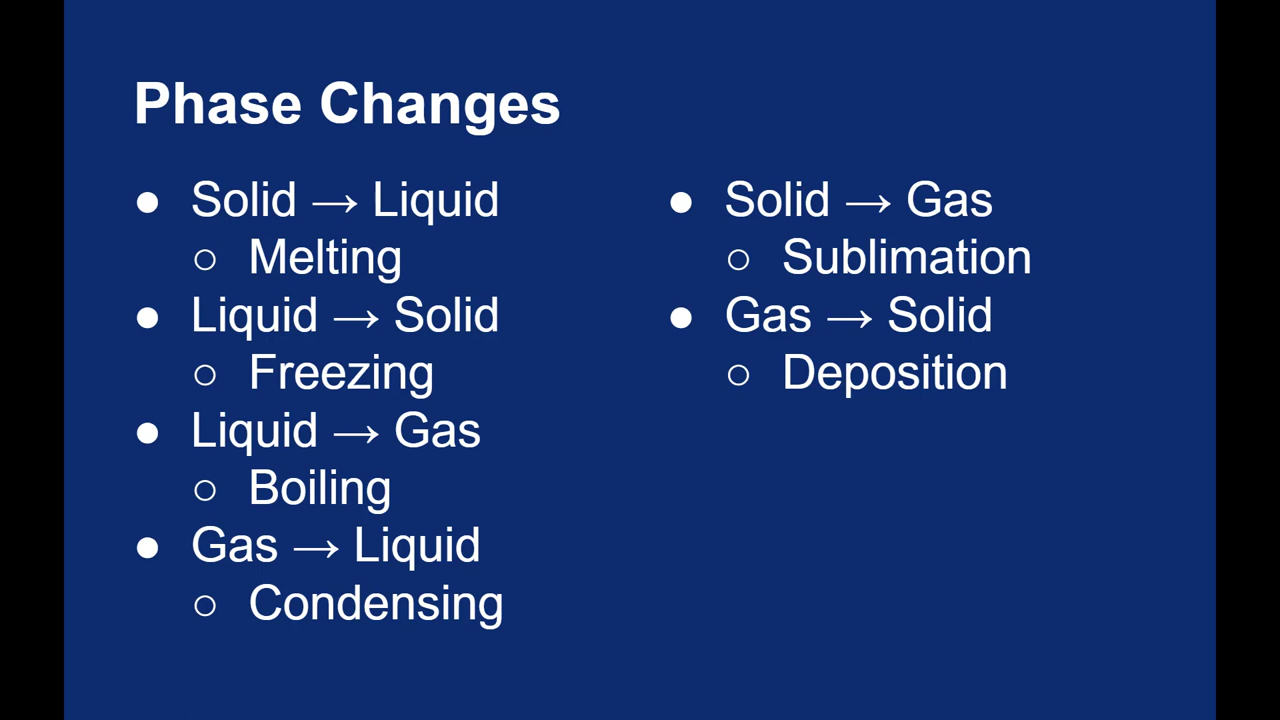 Phase Changes
● Solid → Liquid
○ Melting
● Liquid → Solid
○ Freezing
● Liquid → Gas
○ Boiling
● Gas → Liquid
○ Condensing
● Solid → Gas
○ Sublimation
● Gas → Solid
○ Deposition